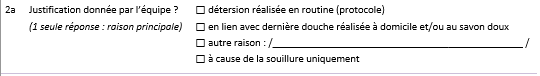 2a Justification donnée par l'équipe ? ☐ détersion réalisée en routine (protocole)
(1 seule réponse : raison principale) ☐ en lien avec dernière douche réalisée à domicile et/ou au savon doux
☐ autre raison : /____________________________________________/
☐ à cause de la souillure uniquement